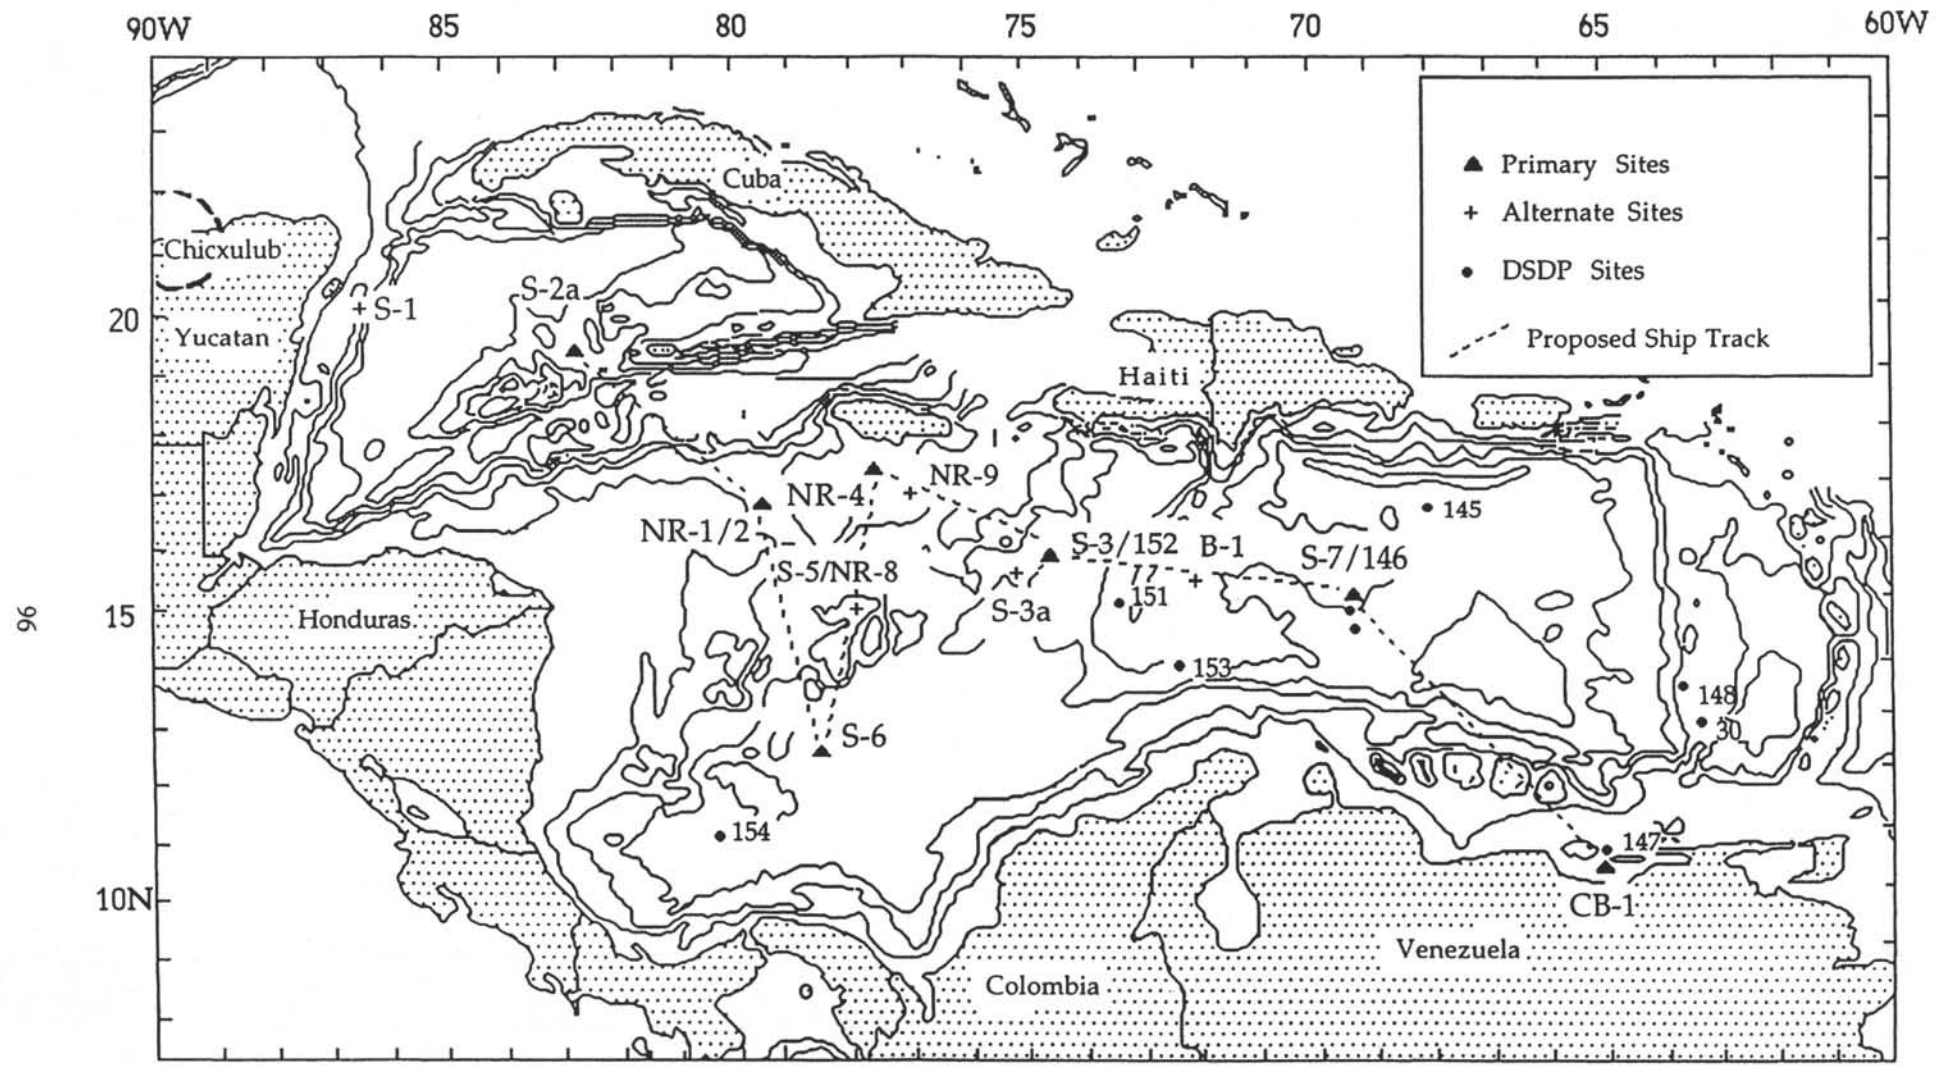 90W 85 80 75 70 65 60W
Primary Sites
Alternate Sites
DSDP Sites
Proposed Ship Track
Cuba
Chicxulub
S-2a
S-1
20
Yucatan
Haiti
NR-9
NR-4
NR-1/2
145
S-3/152
B-1
S-7/146
S-5/NR-8
151
S-3a
15
Honduras
153
148
30
S-6
154
147
10N
CB-1
Venezuela
Colombia
96